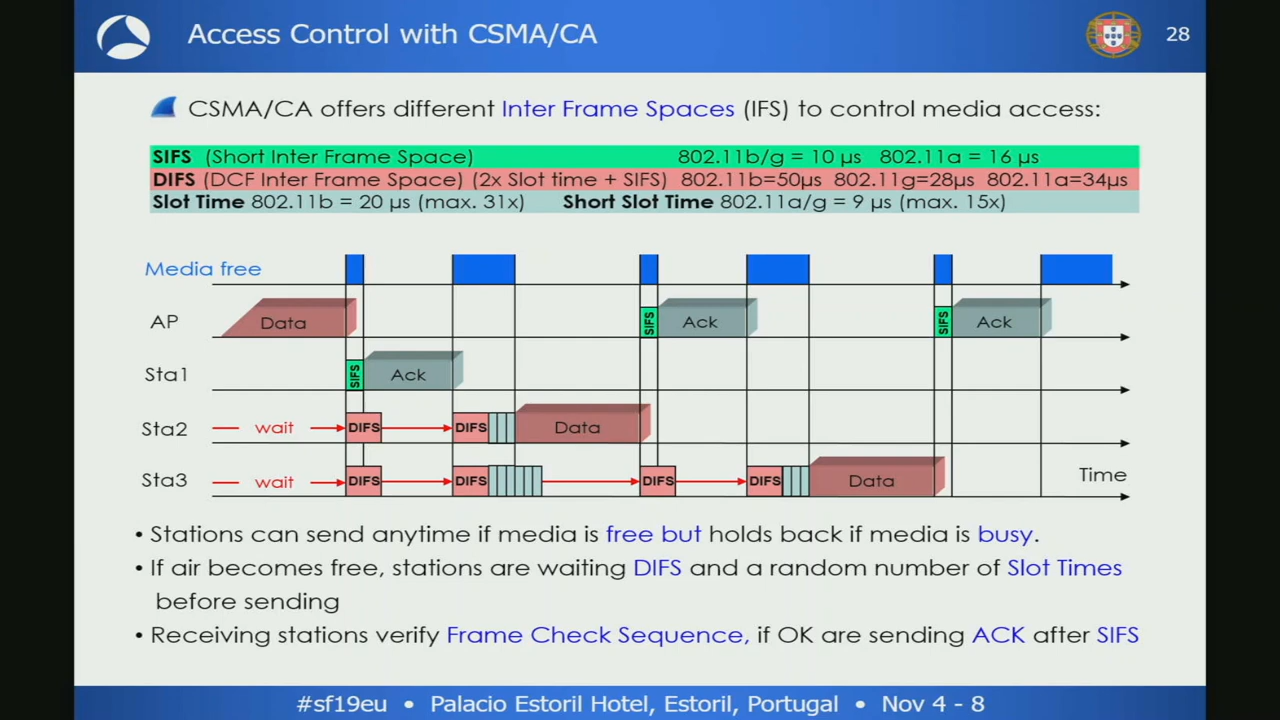 Access Control with CSMA/CA
28
CSMA/CA offers different Inter Frame Spaces (IFS) to control media access:
SIFS (Short Inter Frame Space) 802.11b/g = 10 µs 802.11a = 16 µs
DIFS (DCF Inter Frame Space) (2x Slot time + SIFS) 802.11b=50µs 802.11g=28µs 802.11a=34µs
Slot Time 802.11b = 20 µs (max. 31x) Short Slot Time 802.11a/g = 9 µs (max. 15x)
Media free
AP Data SIFS Ack SIFS Ack
Sta1 SIFS Ack
Sta2 wait DIFS DIFS Data
Sta3 wait DIFS DIFS DIFS DIFS Data Time
• Stations can send anytime if media is free but holds back if media is busy.
• If air becomes free, stations are waiting DIFS and a random number of Slot Times
before sending
• Receiving stations verify Frame Check Sequence, if OK are sending ACK after SIFS
#sf19eu • Palacio Estoril Hotel, Estoril, Portugal • Nov 4 - 8